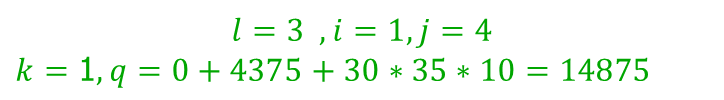 l = 3 , i = 1, j = 4
k = 1, q = 0 + 4375 + 30 * 35 * 10 = 14875